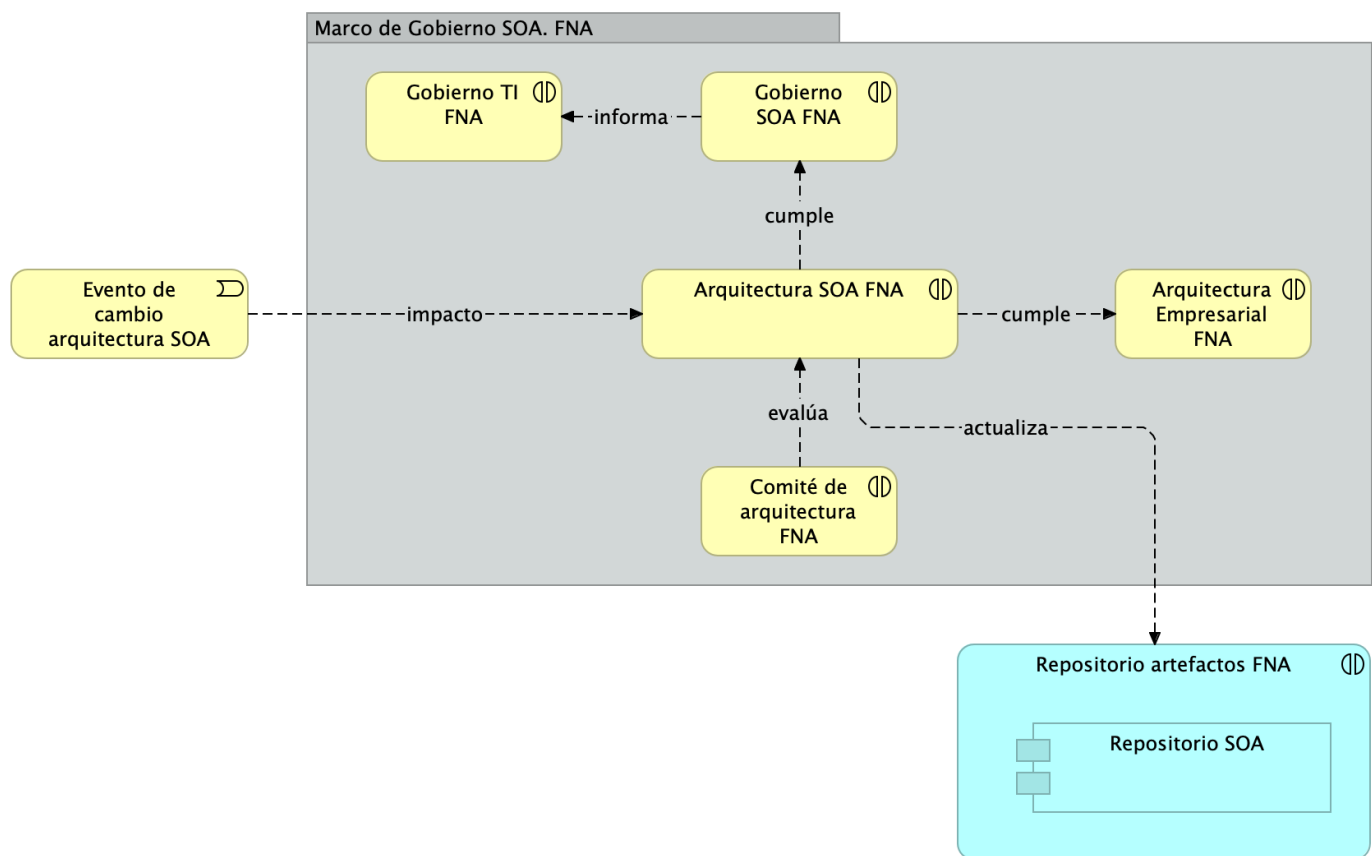 Marco de Gobierno SOA. FNA
Gobierno TI
FNA
informa
Gobierno
SOA FNA
cumple
Evento de
cambio
arquitectura SOA
impacto
Arquitectura SOA FNA
cumple
Arquitectura
Empresarial
FNA
evalúa
actualiza
Comité de
arquitectura
FNA
Repositorio artefactos FNA
Repositorio SOA